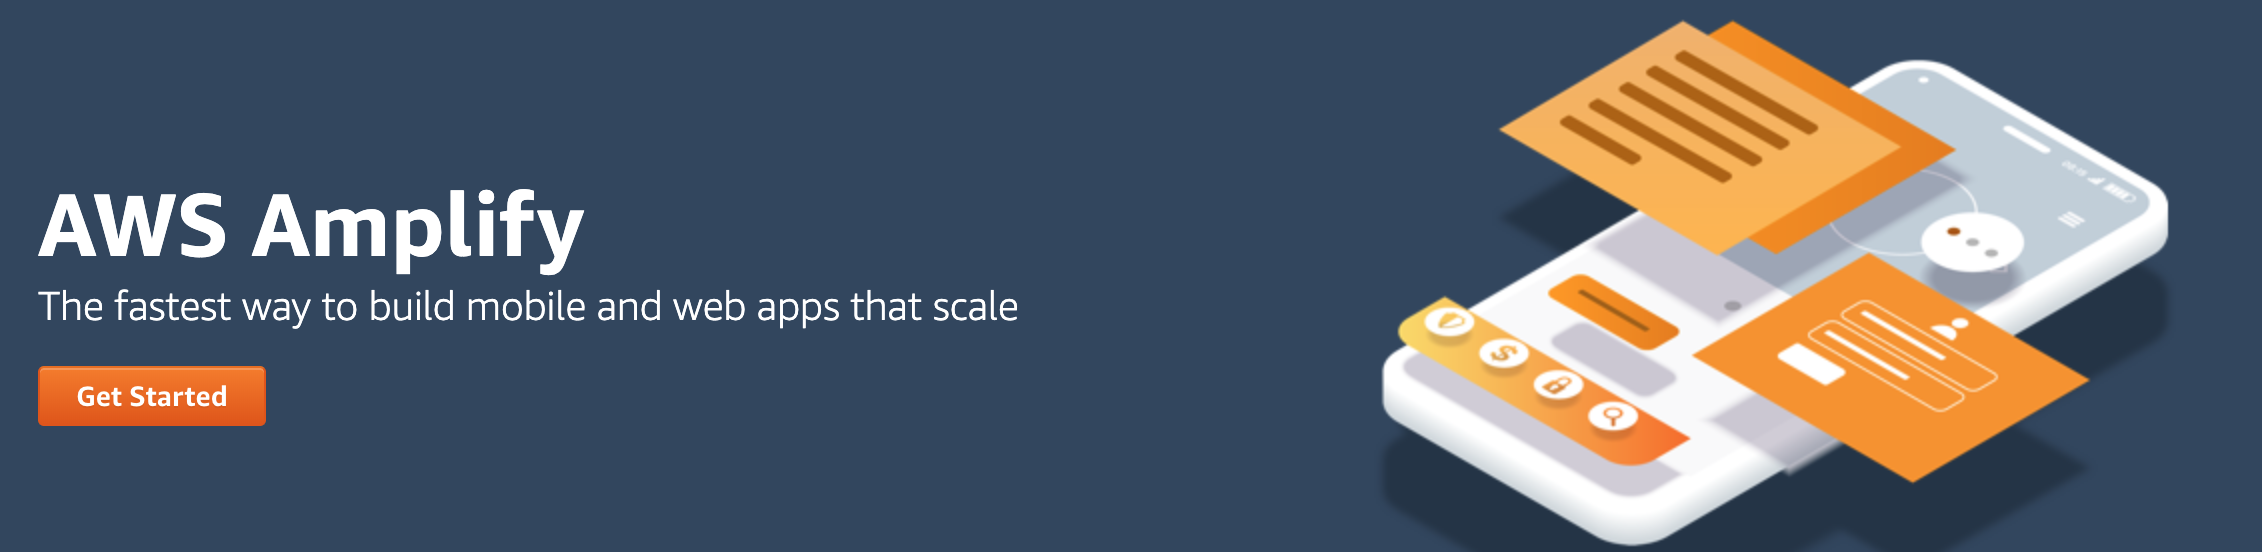 AWS Amplify
The fastest way to build mobile and web apps that scale
Get Started